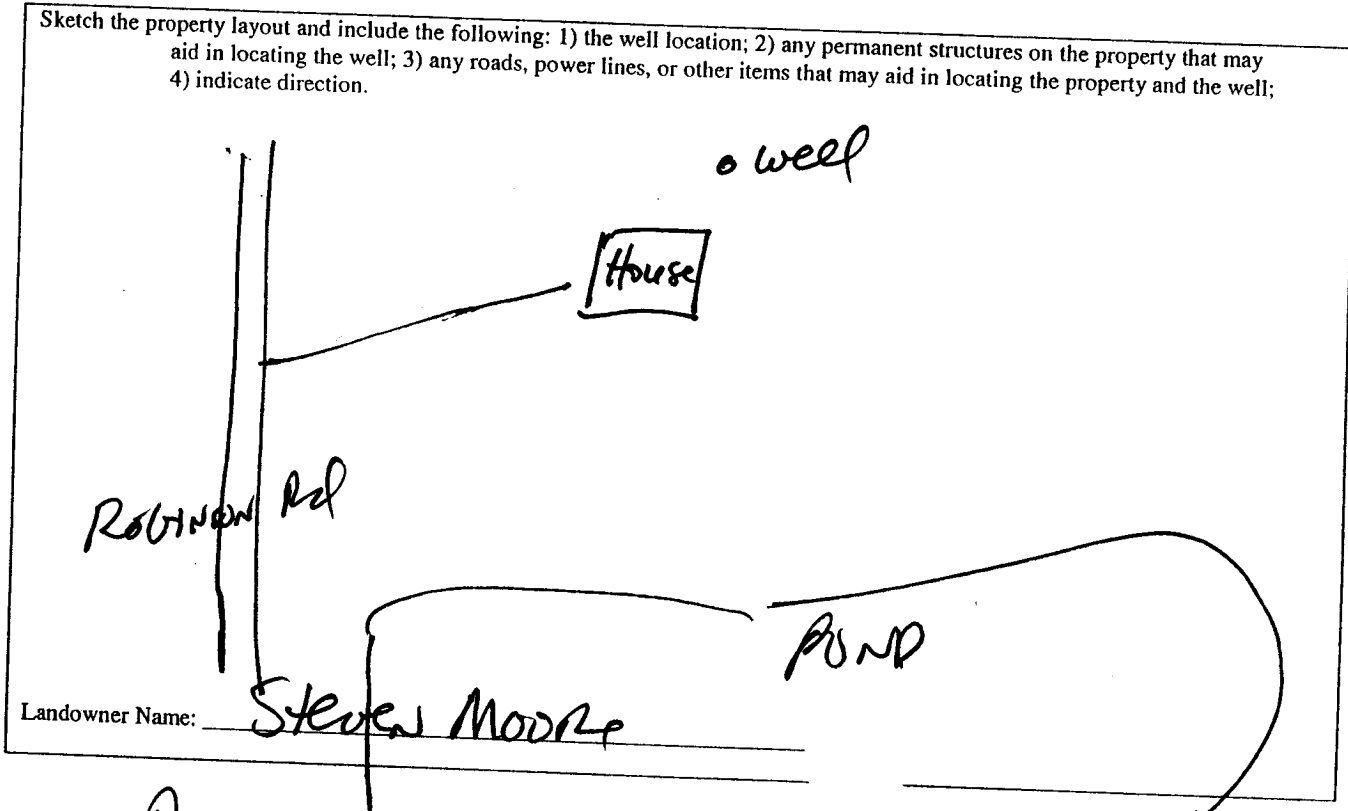 Sketch the property layout and include the following: 1) the well location; 2) any permanent structures on the property that may
aid in locating the well; 3) any roads, power lines, or other items that may aid in locating the property and the well;
4) indicate direction.
well
House
Robinson Rd
POND
Landowner Name: Steven Moore